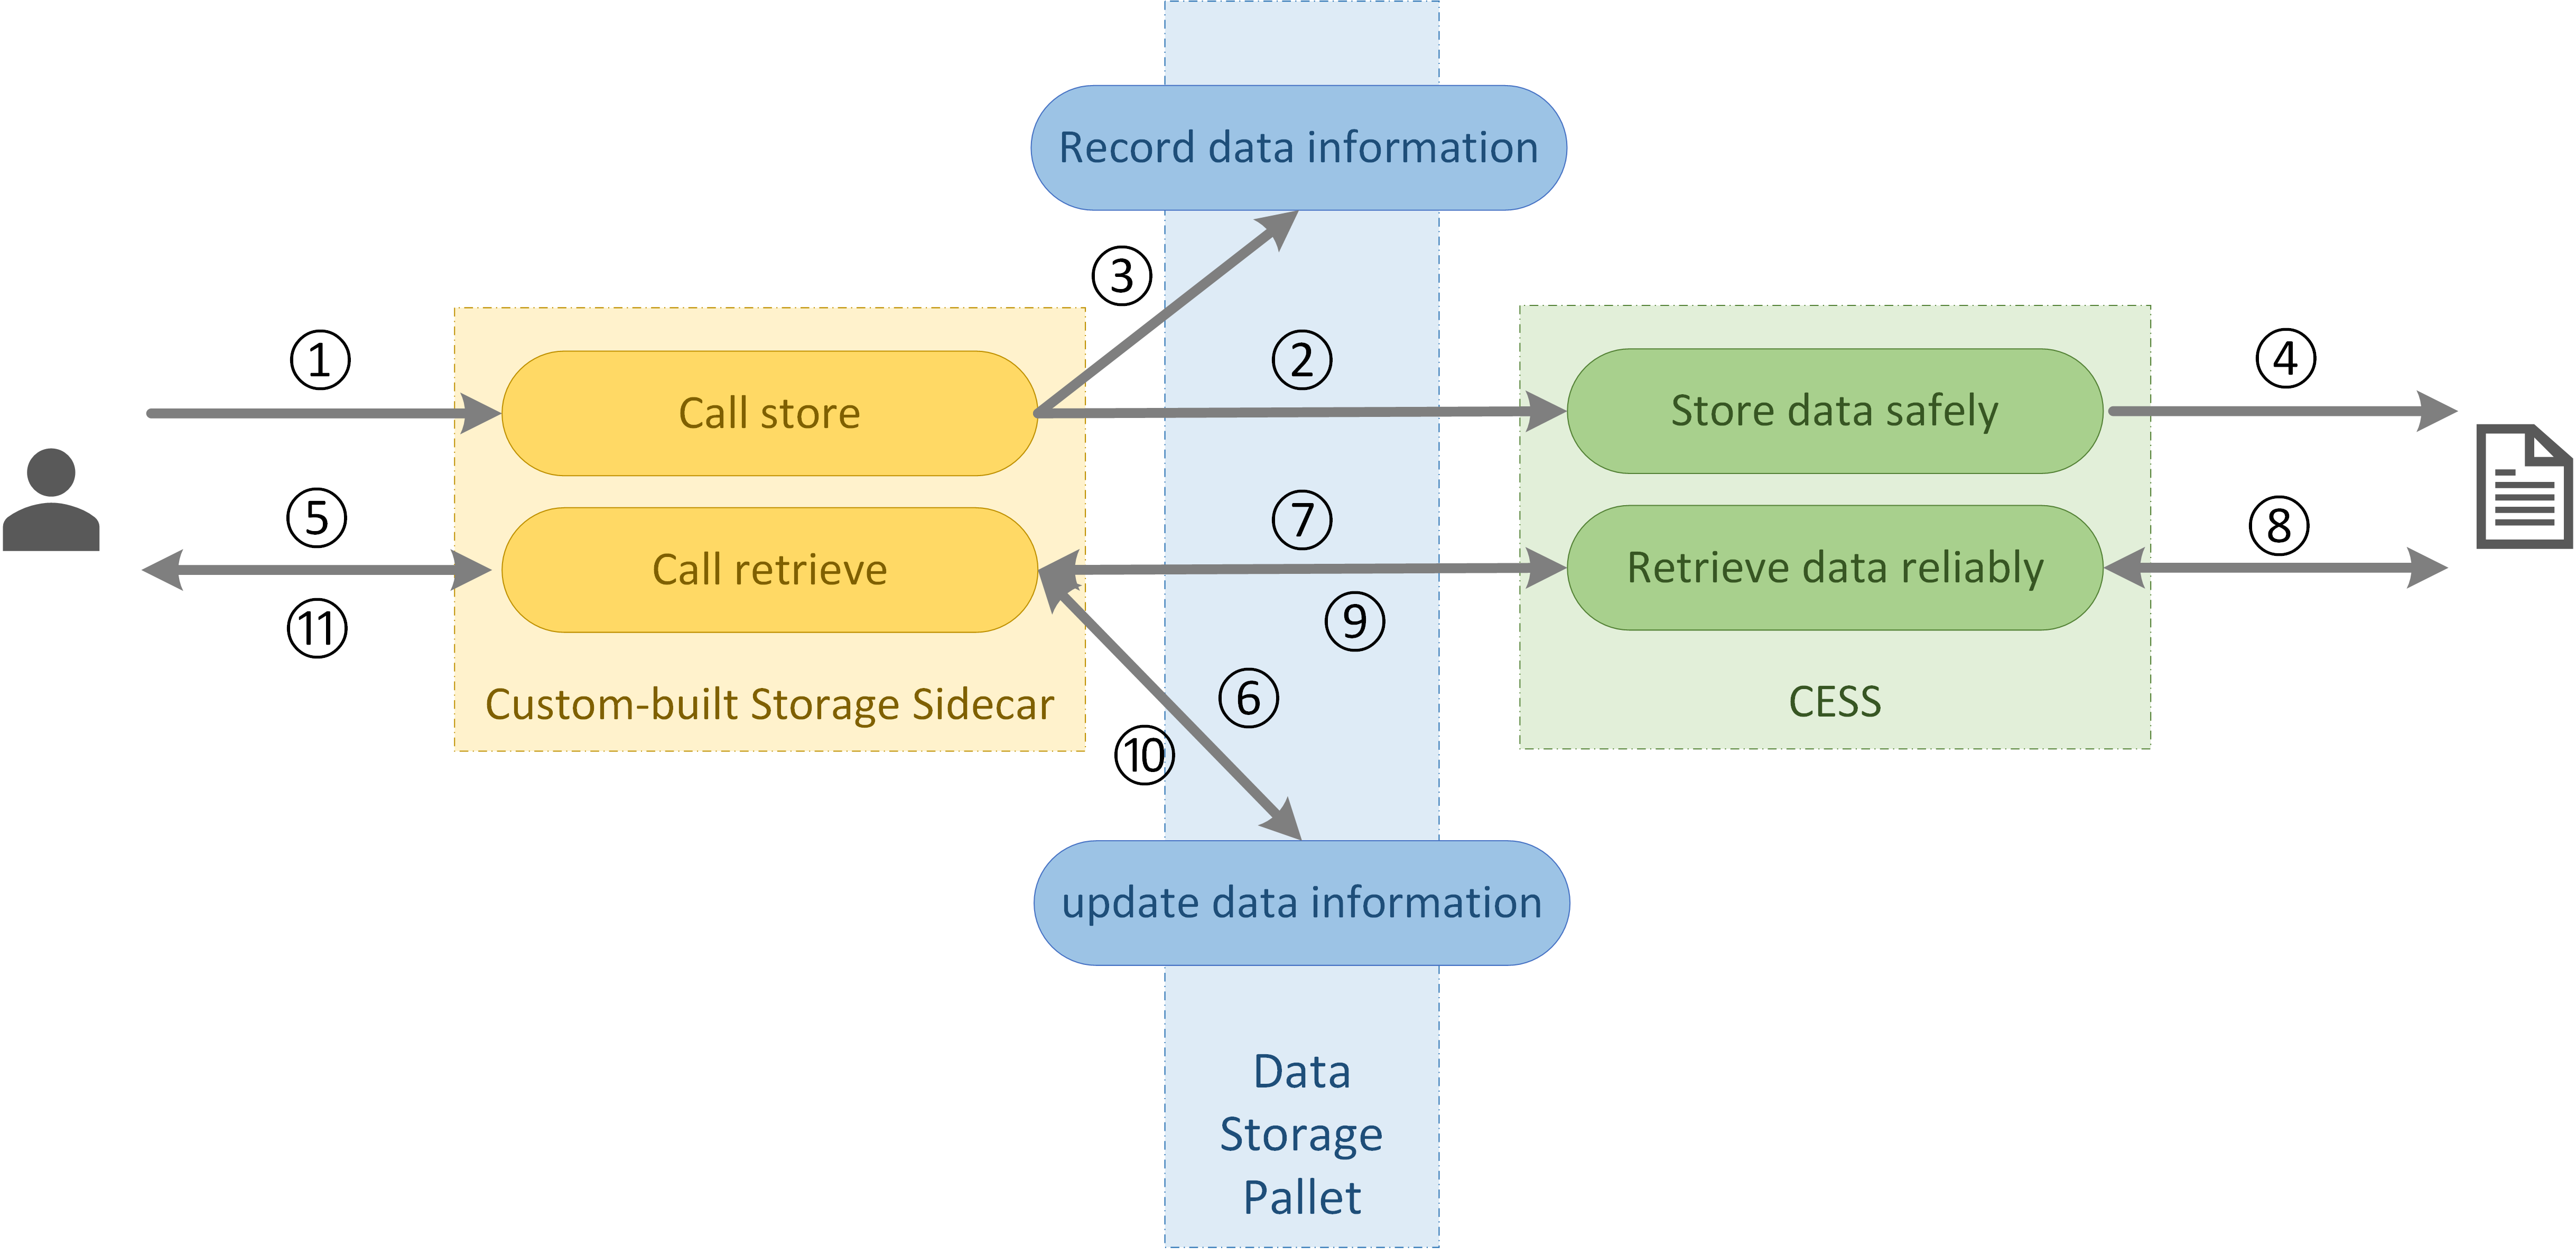 Record data information
③
①
②
④
Call store
Store data safely
⑤
⑦
⑧
Call retrieve
Retrieve data reliably
⑪
⑨
⑥
Custom-built Storage Sidecar
CESS
⑩
update data information
Data
Storage
Pallet